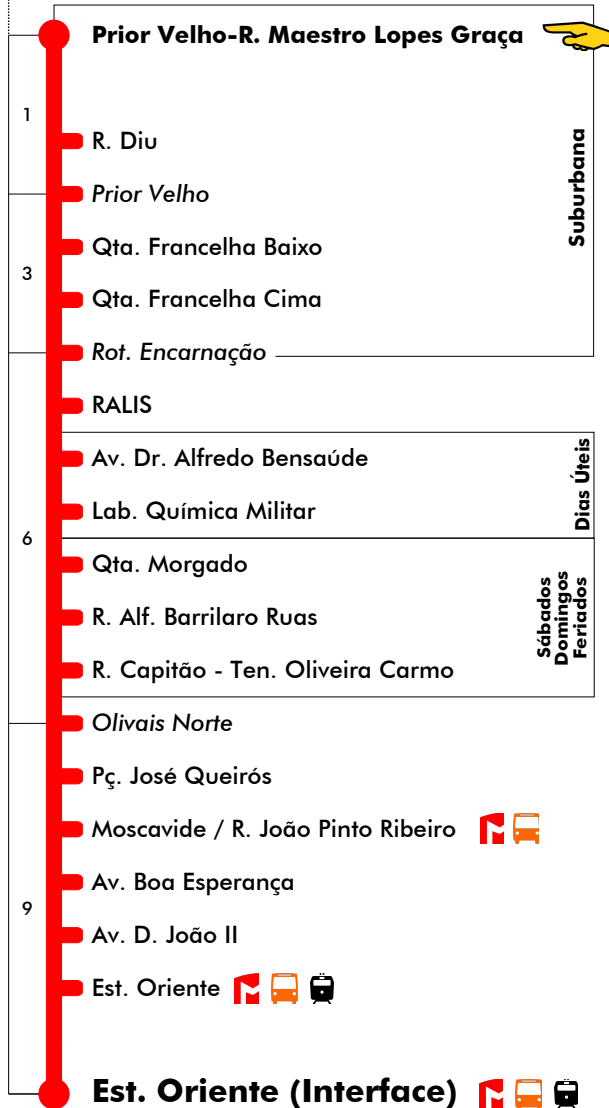 Prior Velho-R. Maestro Lopes Graça
1
R. Diu
Prior Velho
Suburbana
Qta. Francelha Baixo
3
Qta. Francelha Cima
Rot. Encarnação
RALIS
Av. Dr. Alfredo Bensaúde
Dias Úteis
Lab. Química Militar
6
Qta. Morgado
R. Alf. Barrilaro Ruas
Sábados
Domingos
Feriados
R. Capitão - Ten. Oliveira Carmo
Olivais Norte
Pç. José Queirós
Moscavide / R. João Pinto Ribeiro
Av. Boa Esperança
9
Av. D. João II
Est. Oriente
Est. Oriente (Interface)